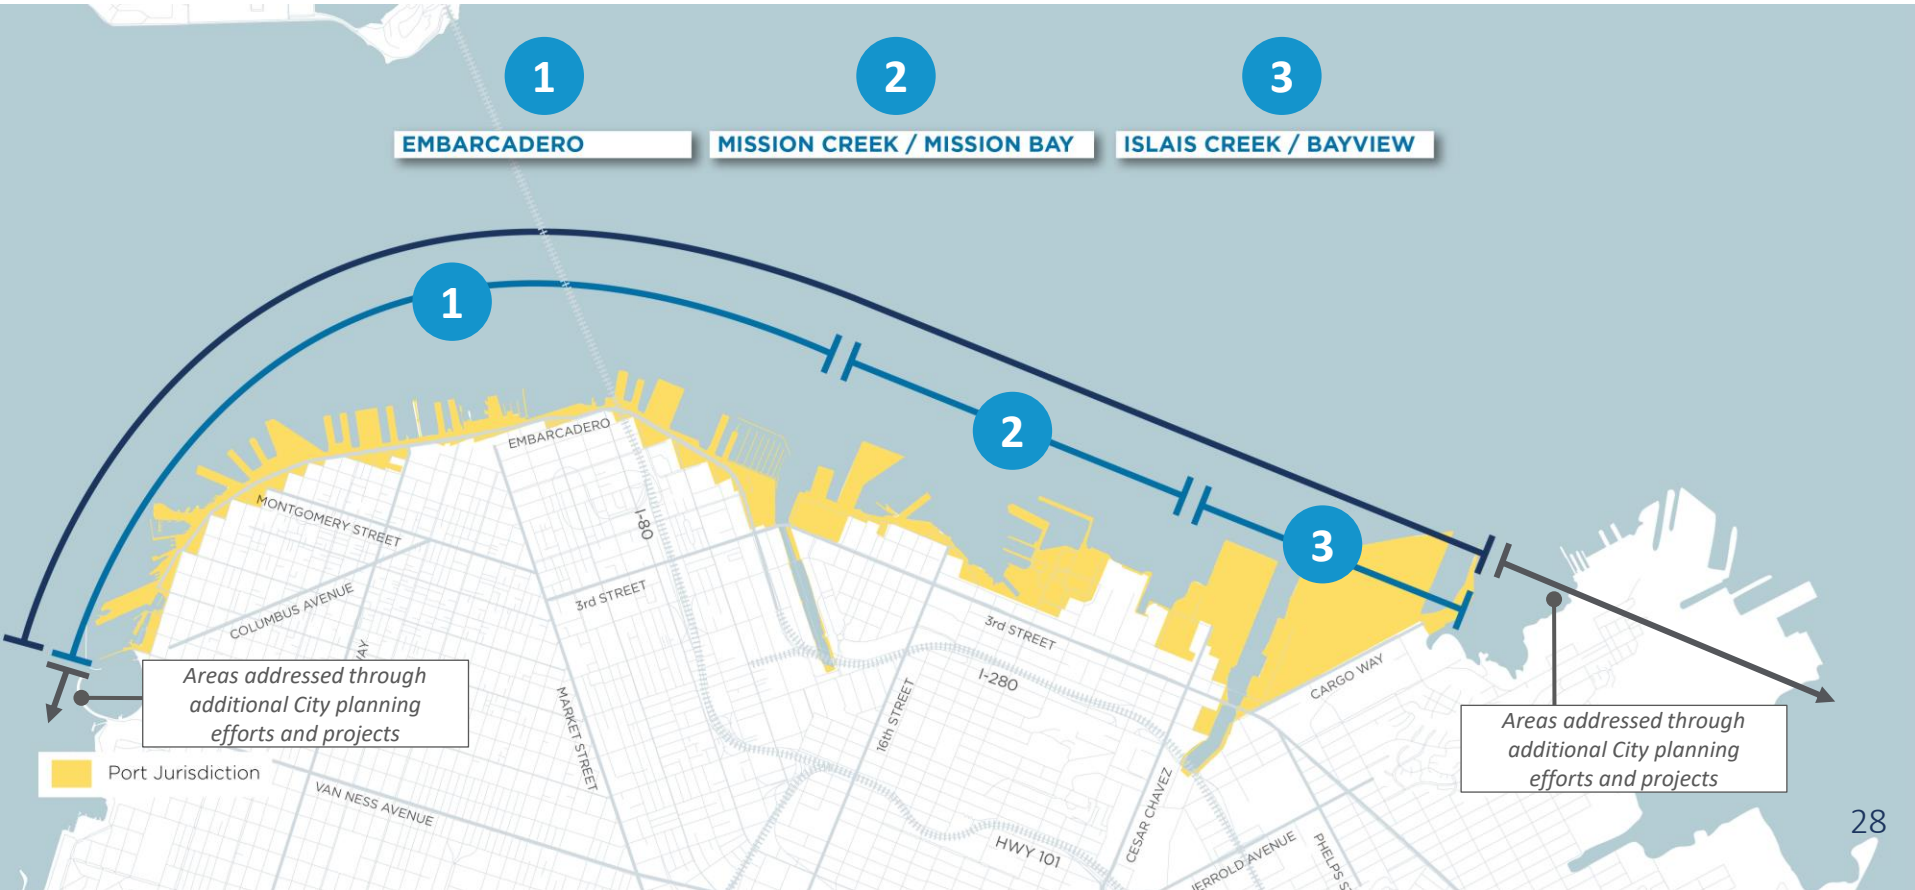 1
2
3
EMBARCADERO
MISSION CREEK / MISSION BAY
ISLAIS CREEK / BAYVIEW
1
2
3
EMBARCADERO
MONTGOMERY STREET
I-80
COLUMBUS AVENUE
3rd STREET
3rd STREET
I-280
CARGO WAY
16th STREET
MARKET STREET
Areas addressed through
additional City planning
efforts and projects
Areas addressed through
additional City planning
efforts and projects
Port Jurisdiction
VAN NESS AVENUE
CESAR CHAVEZ
HWY 101
PHELPS
28